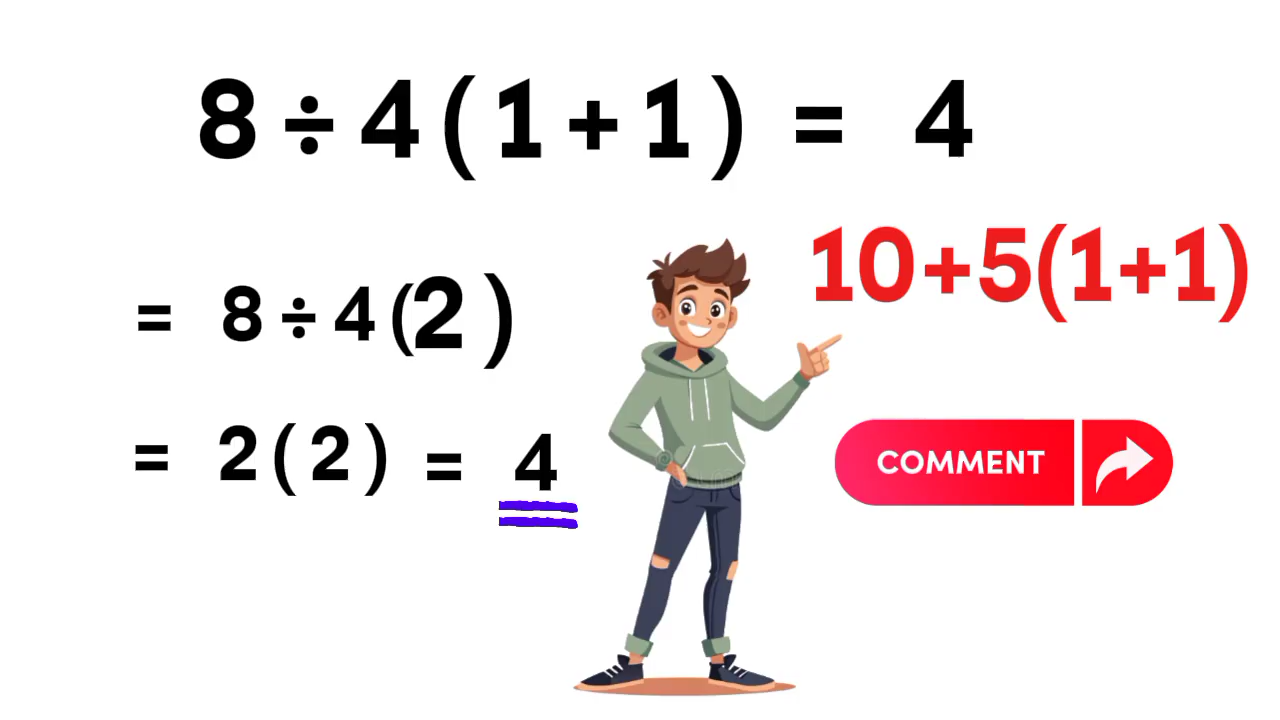 8 ÷ 4 ( 1 + 1 ) = 4
10+5(1+1)
= 8 ÷ 4 ( 2 )
= 2 ( 2 ) = 4
COMMENT